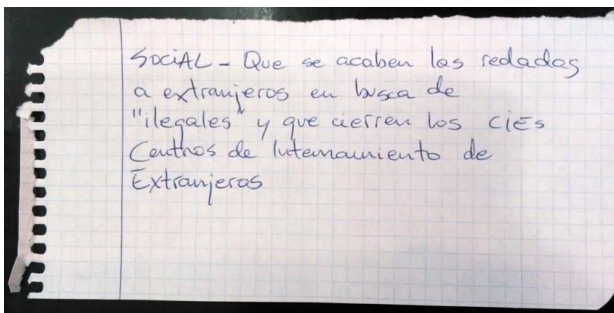 SOCIAL - Que se acaben las redadas
a extranjeros en busca de
"ilegales" y que cierren los CIES
Centros de Internamiento de
Extranjeros